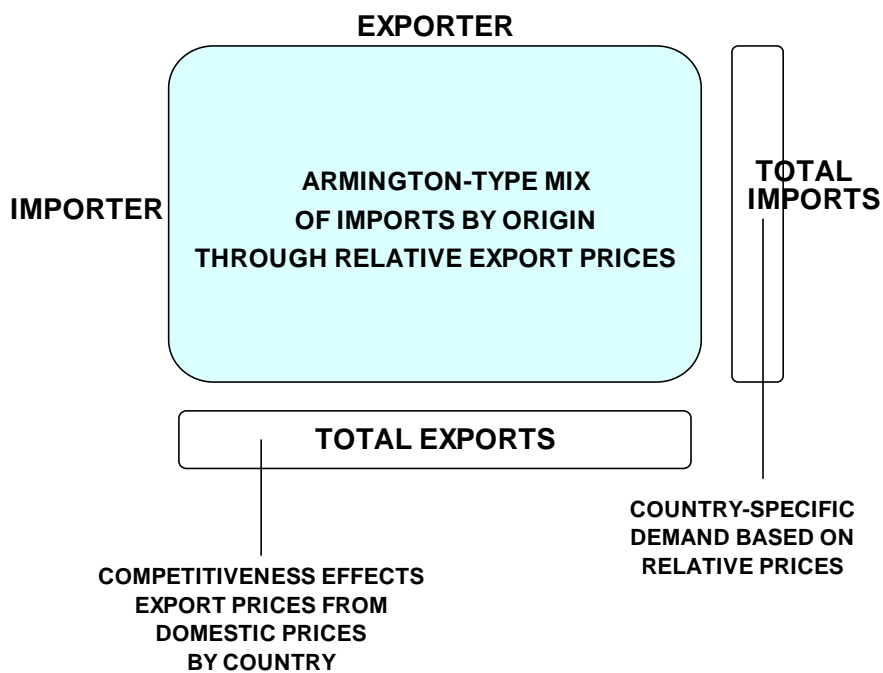 EXPORTER
IMPORTER
ARMINGTON-TYPE MIX
OF IMPORTS BY ORIGIN
THROUGH RELATIVE EXPORT PRICES
TOTAL
IMPORTS
TOTAL EXPORTS
COUNTRY-SPECIFIC
DEMAND BASED ON
RELATIVE PRICES
COMPETITIVENESS EFFECTS
EXPORT PRICES FROM
DOMESTIC PRICES
BY COUNTRY